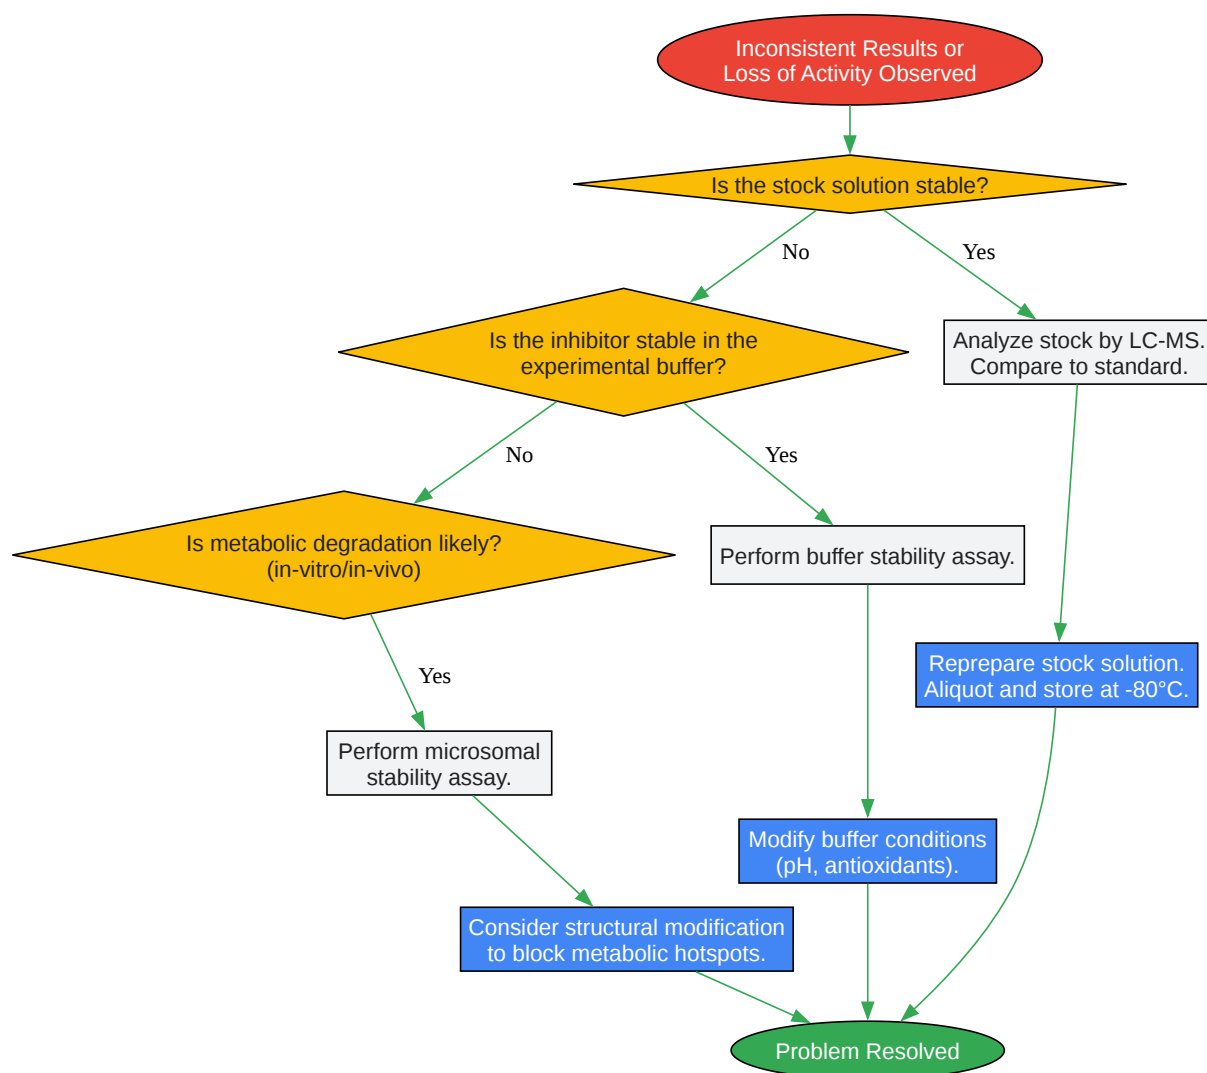 Inconsistent Results or
Loss of Activity Observed
Is the stock solution stable?
No
Yes
Is the inhibitor stable in the
experimental buffer?
Analyze stock by LC-MS.
Compare to standard.
No
Yes
Is metabolic degradation likely?
(in-vitro/in-vivo)
Perform buffer stability assay.
Yes
Reprepare stock solution.
Aliquot and store at -80°C.
Perform microsomal
stability assay.
Modify buffer conditions
(pH, antioxidants).
Consider structural modification
to block metabolic hotspots.
Problem Resolved